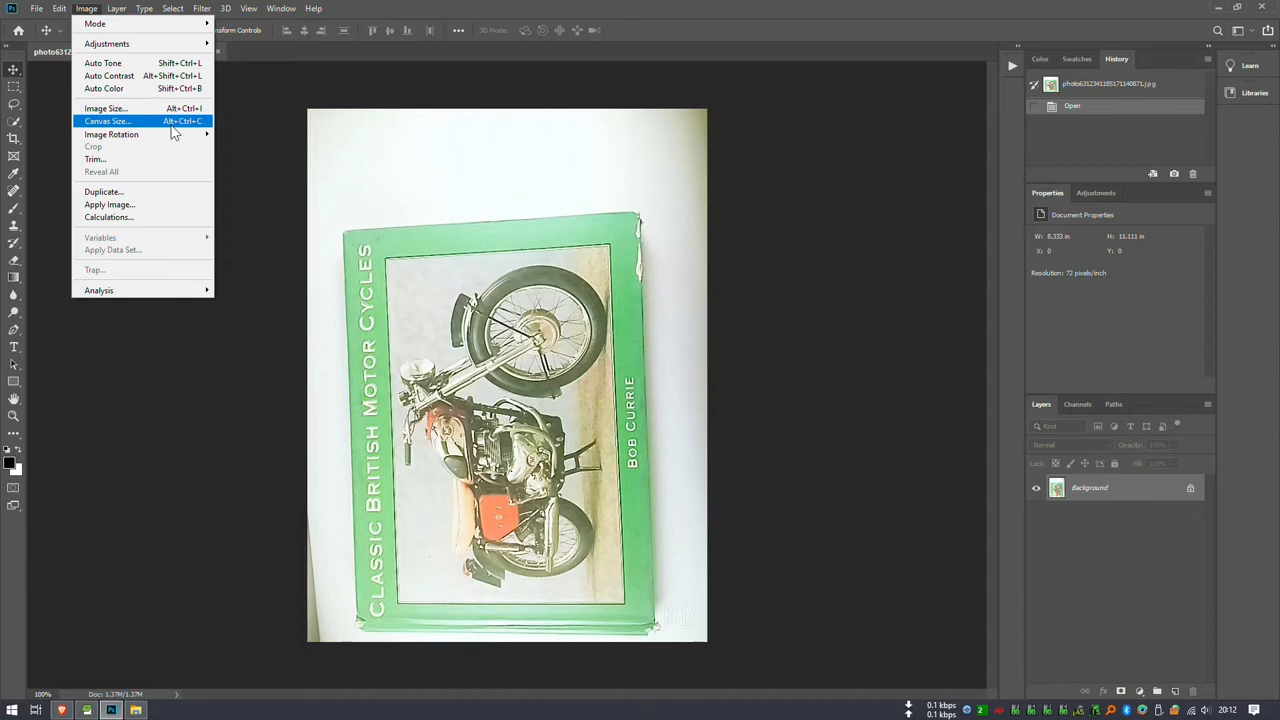 Ps File Edit Image Layer Type Select Filter 3D View Window Help
Transform Controls 3D Mode:
photo6312
Mode
Adjustments
Auto Tone Shift+Ctrl+L
Auto Contrast Alt+Shift+Ctrl+L
Auto Color Shift+Ctrl+B
Image Size... Alt+Ctrl+I
Canvas Size... Alt+Ctrl+C
Image Rotation
Crop
Trim...
Reveal All
Duplicate...
Apply Image...
Calculations...
Variables
Apply Data Set...
Trap...
Analysis
CLASSIC BRITISH MOTOR CYCLES
BOB CURRIE
B612
Color Swatches History
photo6312341185171140871.jpg
Open
Learn
Libraries
Properties Adjustments
Document Properties
W: 8.333 in H: 11.111 in
X: 0 Y: 0
Resolution: 72 pixels/inch
Layers Channels Paths
Kind
Normal Opacity: 100%
Lock: Fill: 100%
Background
100% Doc: 1.37M/1.37M
0.1 kbps
0.1 kbps
20:12